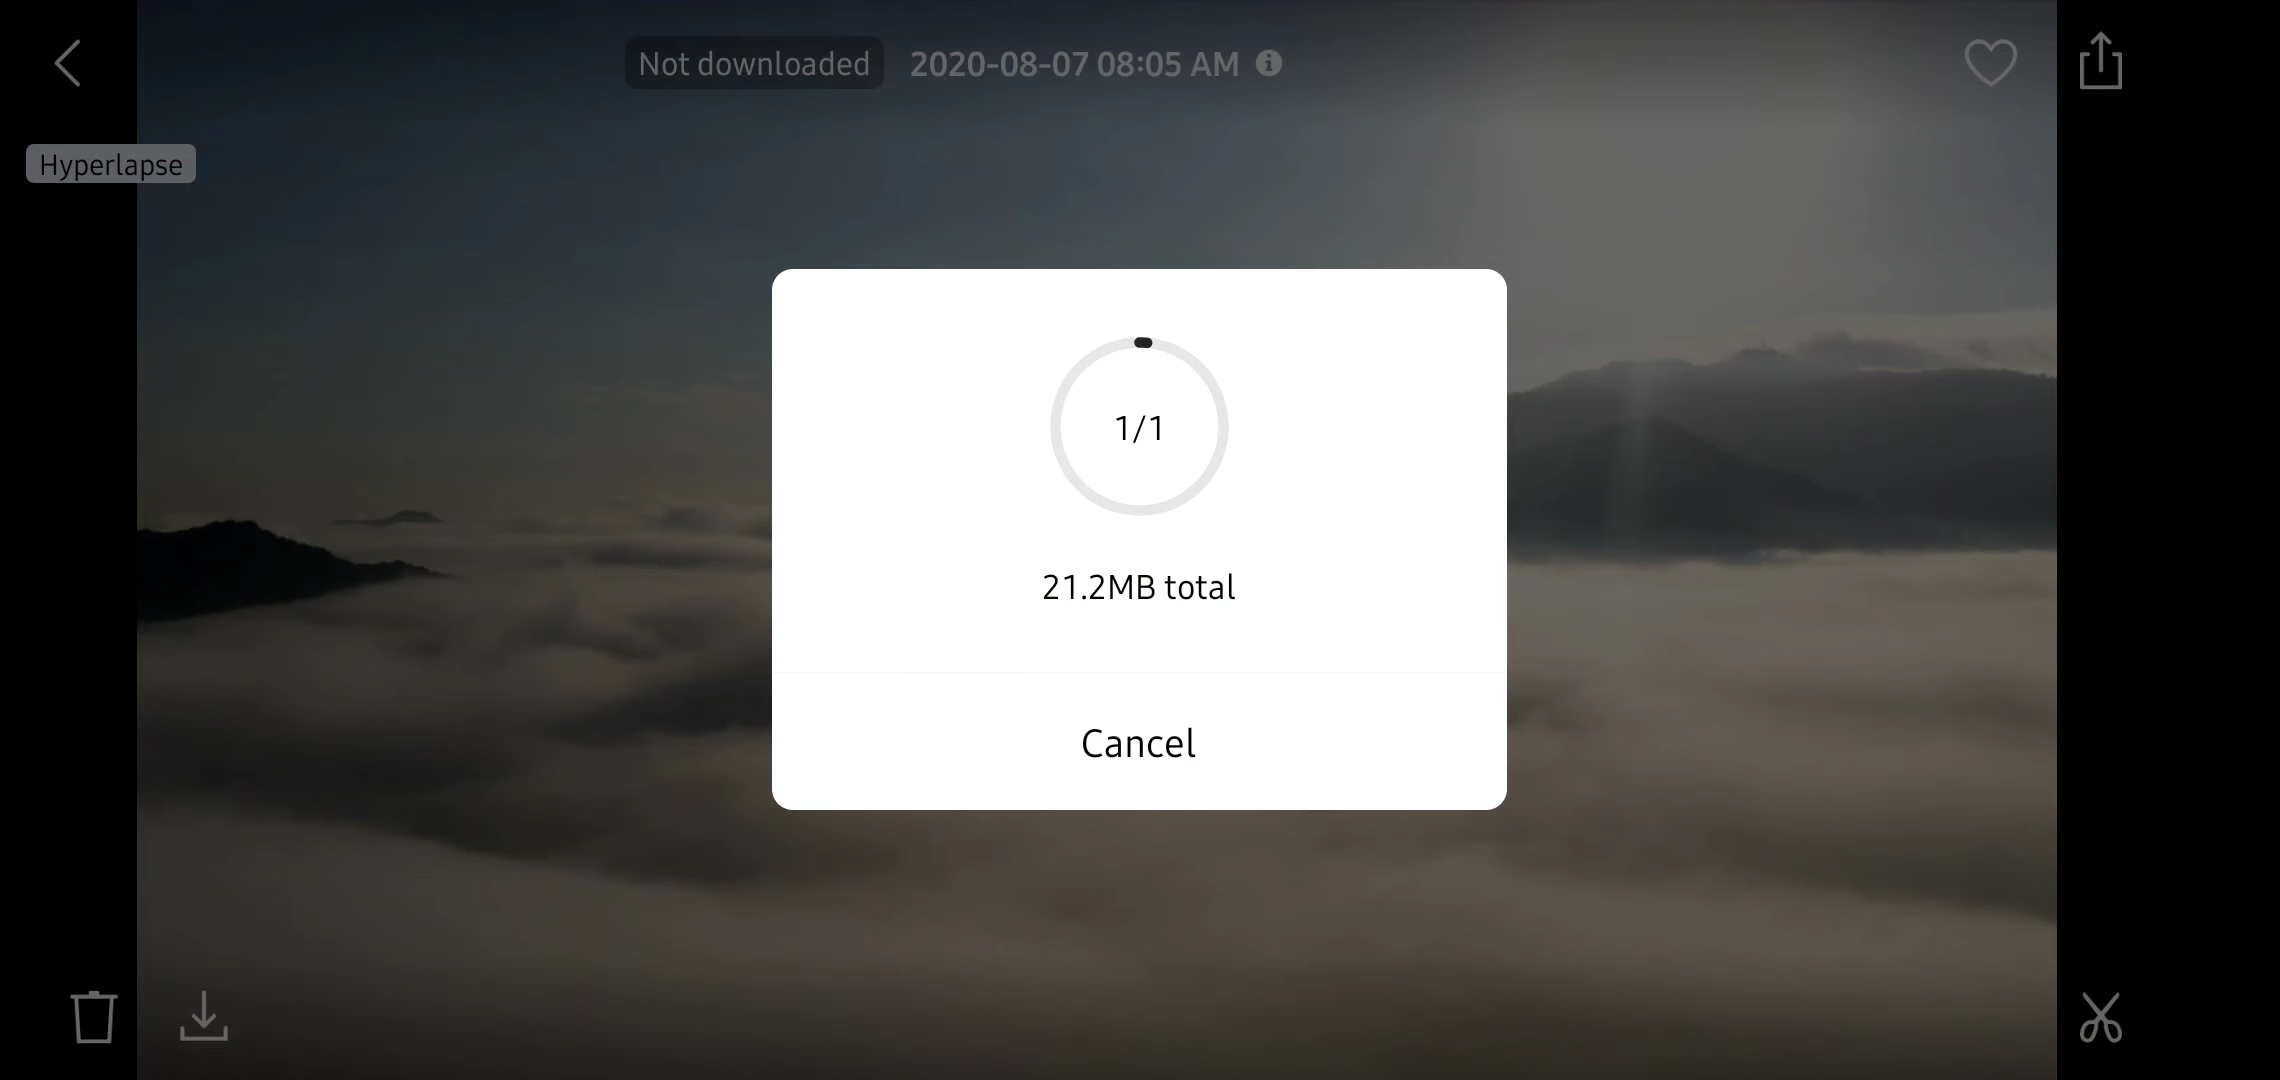 Not downloaded 2020-08-07 08:05 AM
Hyperlapse
1/1
21.2MB total
Cancel